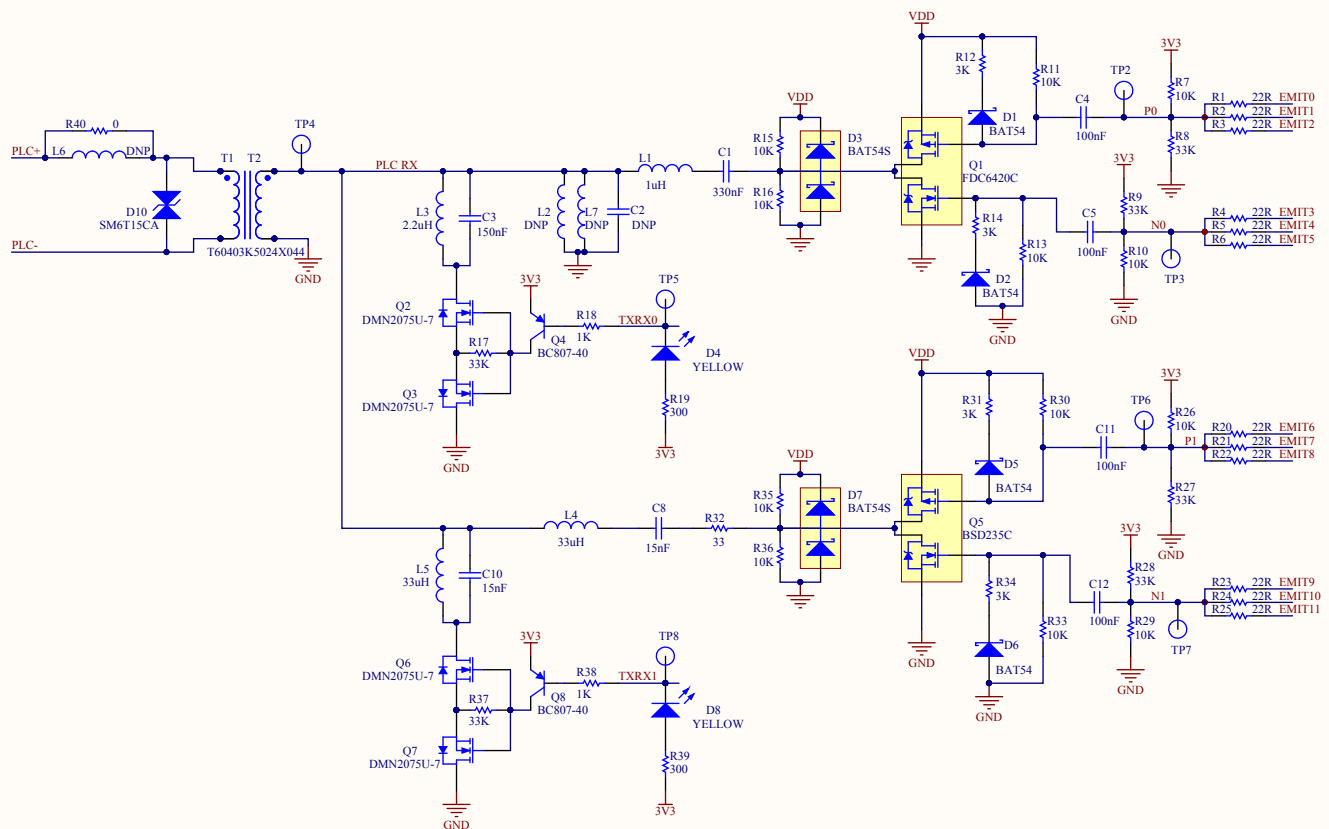 VDD
R12
3K
R11
10K
D1
BAT54
Q1
FDC6420C
C4
100nF
TP2
P0
3V3
R7
10K
R8
33K
R1 22R EMIT0
R2 22R EMIT1
R3 22R EMIT2
R40 0
PLC+
L6 DNP
D10
SM6T15CA
PLC-
T1 T2
T60403K5024X044
TP4
GND
PLC RX
L3
2.2uH
C3
150nF
L2
DNP
L7
DNP
C2
DNP
L1
1uH
C1
330nF
VDD
R15
10K
R16
10K
D3
BAT54S
R14
3K
R13
10K
D2
BAT54
GND
GND
C5
100nF
3V3
R9
33K
R10
10K
GND
N0
TP3
R4 22R EMIT3
R5 22R EMIT4
R6 22R EMIT5
Q2
DMN2075U-7
R17
33K
Q3
DMN2075U-7
GND
3V3
Q4
BC807-40
R18
1K
TXRX0
TP5
D4
YELLOW
R19
300
3V3
VDD
R31
3K
R30
10K
D5
BAT54
Q5
BSD235C
C11
100nF
TP6
P1
3V3
R26
10K
R27
33K
GND
R20 22R EMIT6
R21 22R EMIT7
R22 22R EMIT8
L4
33uH
C8
15nF
R32
33
VDD
R35
10K
R36
10K
D7
BAT54S
L5
33uH
C10
15nF
R34
3K
R33
10K
D6
BAT54
GND
GND
C12
100nF
3V3
R28
33K
R29
10K
GND
N1
TP7
R23 22R EMIT9
R24 22R EMIT10
R25 22R EMIT11
Q6
DMN2075U-7
R37
33K
Q7
DMN2075U-7
GND
3V3
Q8
BC807-40
R38
1K
TXRX1
TP8
D8
YELLOW
R39
300
3V3